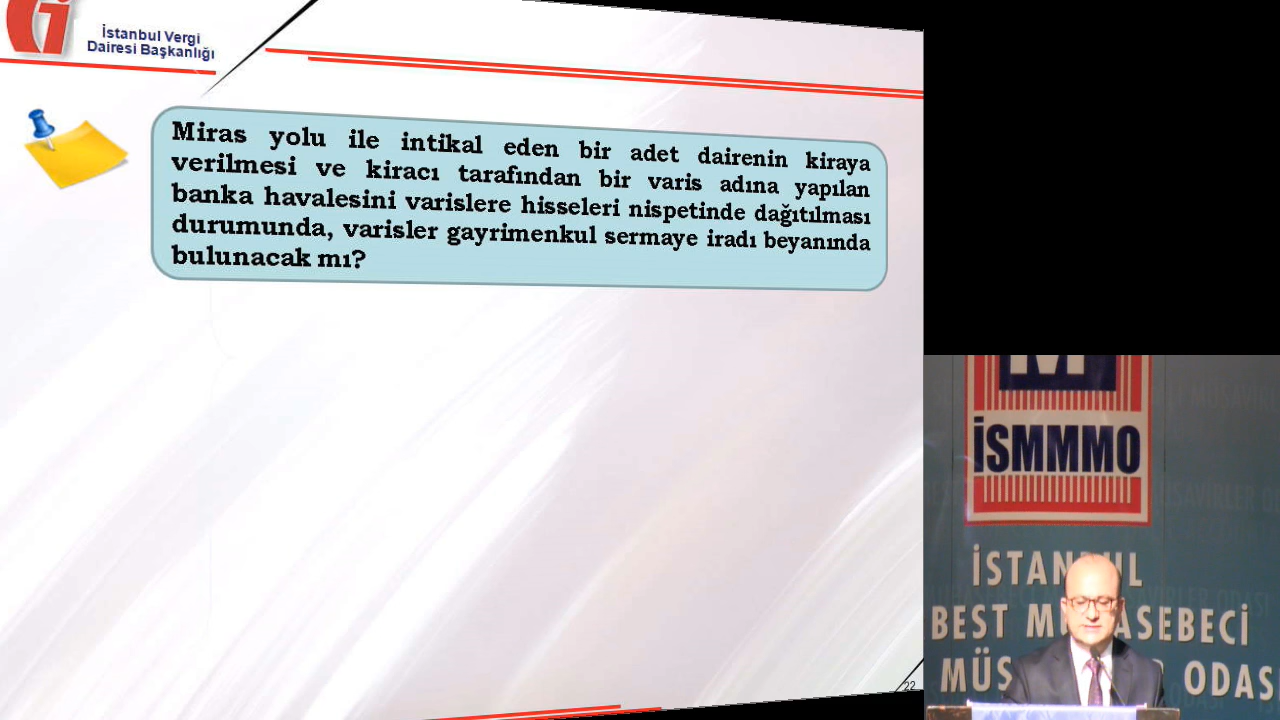 İstanbul Vergi
Dairesi Başkanlığı
Miras yolu ile intikal eden bir adet dairenin kiraya
verilmesi ve kiracı tarafından bir varis adına yapılan
banka havalesini varislere hisseleri nispetinde dağıtılması
durumunda, varisler gayrimenkul sermaye iradı beyanında
bulunacak mı?
22
M
İSMMMO
İSTANBUL
BEST MUHASEBECİ
MÜS
ODAS